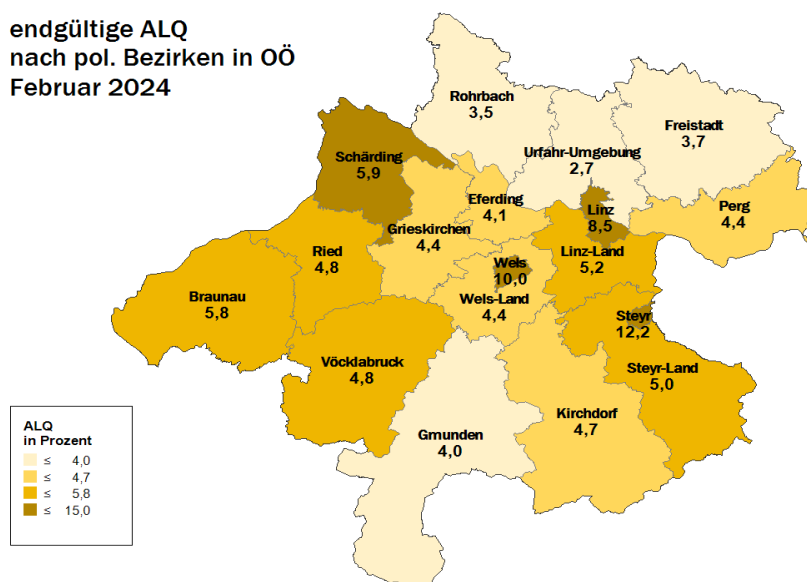 endgültige ALQ
nach pol. Bezirken in OÖ
Februar 2024
Rohrbach
3,5
Freistadt
3,7
Urfahr-Umgebung
2,7
Schärding
5,9
Eferding
4,1
Linz
8,5
Perg
4,4
Grieskirchen
4,4
Ried
4,8
Linz-Land
5,2
Wels
10,0
Braunau
5,8
Wels-Land
4,4
Steyr
12,2
Vöcklabruck
4,8
Steyr-Land
5,0
Kirchdorf
4,7
Gmunden
4,0
ALQ
in Prozent
≤ 4,0
≤ 4,7
≤ 5,8
≤ 15,0